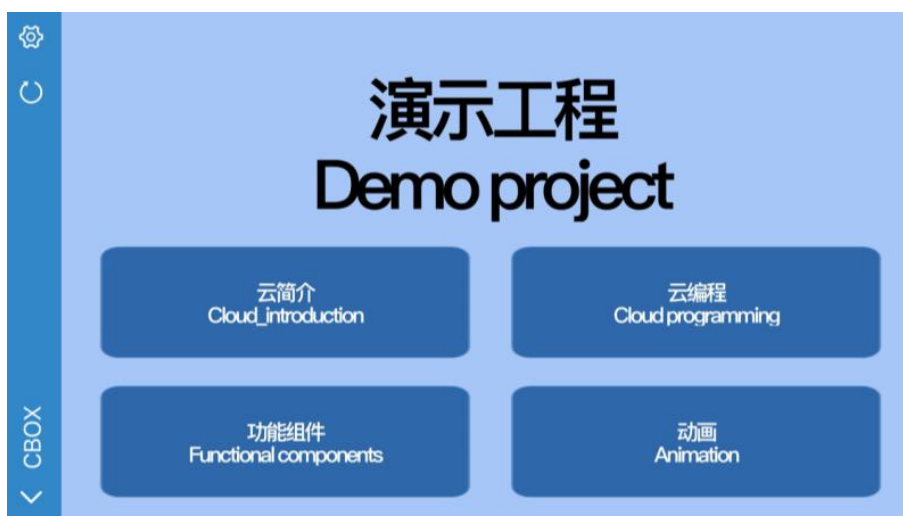 演示工程
Demo project
云简介
Cloud_introduction
云编程
Cloud programming
功能组件
Functional components
动画
Animation
CBOX